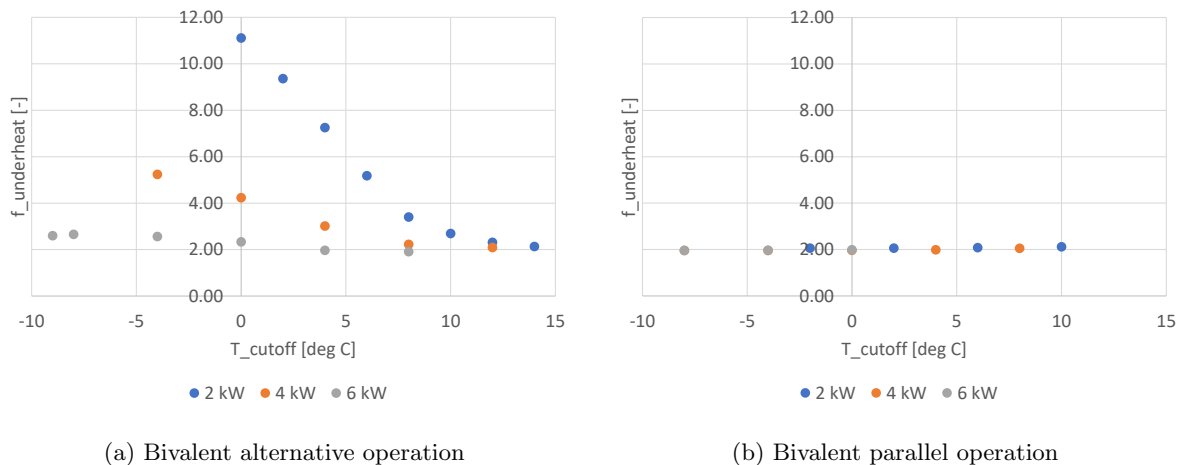 12.00
10.00
8.00
6.00
4.00
2.00
0.00
f_underheat [-]
-10 -5 0 5 10 15
T_cutoff [deg C]
2 kW 4 kW 6 kW
(a) Bivalent alternative operation
12.00
10.00
8.00
6.00
4.00
2.00
0.00
f_underheat [-]
-10 -5 0 5 10 15
T_cutoff [deg C]
2 kW 4 kW 6 kW
(b) Bivalent parallel operation